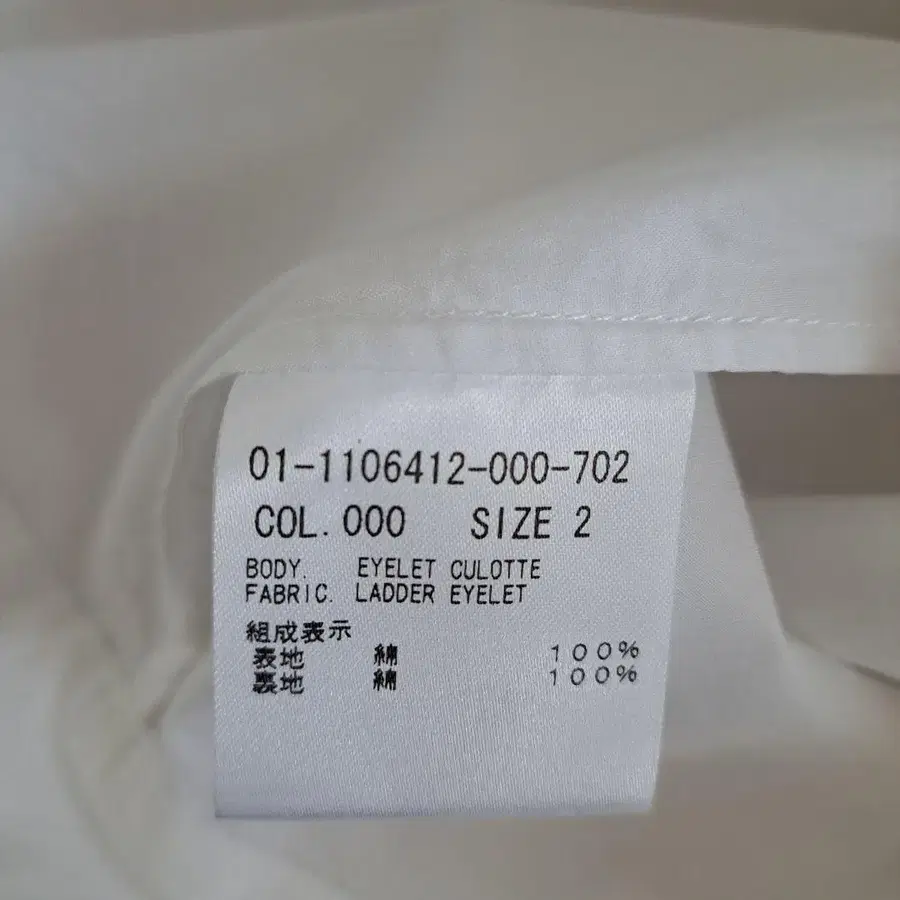 01-1106412-000-702
COL. 000 SIZE 2
BODY. EYELET CULOTTE
FABRIC. LADDER EYELET
組成表示
表地 綿 100%
裏地 綿 100%